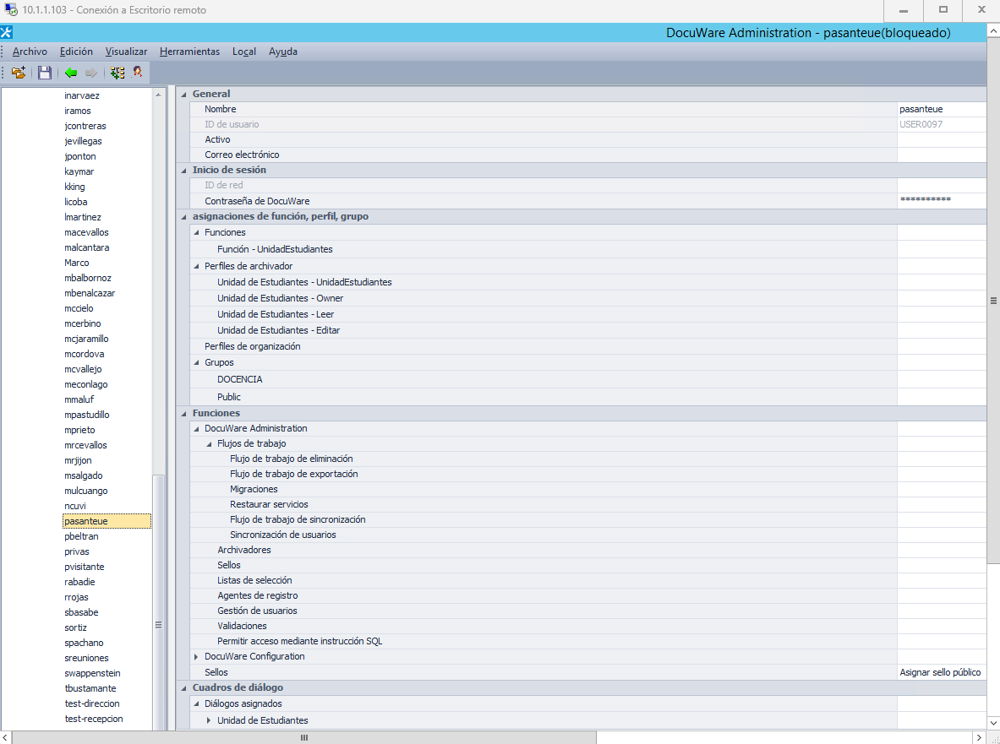 10.1.1.103 - Conexión a Escritorio remoto
DocuWare Administration - pasanteue(bloqueado)
Archivo Edición Visualizar Herramientas Local Ayuda
inarvaez
iramos
jcontreras
jevillegas
jponton
kaymar
kking
licoba
lmartinez
macevallos
malcantara
Marco
mbalbornoz
mbenalcazar
mccielo
mcerbino
mcjaramillo
mcordova
mcvallejo
meconlago
mmaluf
mpastudillo
mprieto
mrcevallos
mrjijon
msalgado
mulcuango
ncuvi
pasanteue
pbeltran
privas
pvisitante
rabadie
rrojas
sbasabe
sortiz
spachano
sreuniones
swappenstein
tbustamante
test-direccion
test-recepcion
General
Nombre pasanteue
ID de usuario USER0097
Activo
Correo electrónico
Inicio de sesión
ID de red
Contraseña de DocuWare **********
asignaciones de función, perfil, grupo
Funciones
Función - UnidadEstudiantes
Perfiles de archivador
Unidad de Estudiantes - UnidadEstudiantes
Unidad de Estudiantes - Owner
Unidad de Estudiantes - Leer
Unidad de Estudiantes - Editar
Perfiles de organización
Grupos
DOCENCIA
Public
Funciones
DocuWare Administration
Flujos de trabajo
Flujo de trabajo de eliminación
Flujo de trabajo de exportación
Migraciones
Restaurar servicios
Flujo de trabajo de sincronización
Sincronización de usuarios
Archivadores
Sellos
Listas de selección
Agentes de registro
Gestión de usuarios
Validaciones
Permitir acceso mediante instrucción SQL
DocuWare Configuration
Sellos Asignar sello público
Cuadros de diálogo
Diálogos asignados
Unidad de Estudiantes